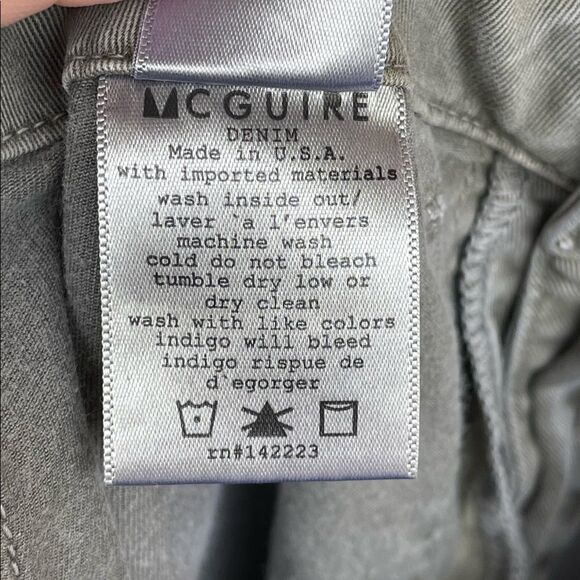 MCGUIRE
DENIM
Made in U.S.A.
with imported materials
wash inside out/
laver `a l'envers
machine wash
cold do not bleach
tumble dry low or
dry clean
wash with like colors
indigo will bleed
indigo rispue de
d`egorger
rn#142223